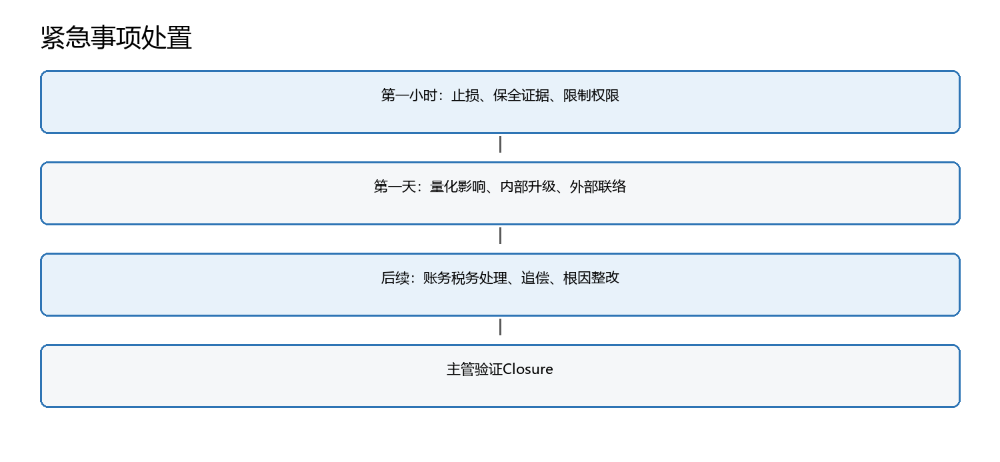 紧急事项处置
第一小时：止损、保全证据、限制权限
第一天：量化影响、内部升级、外部联络
后续：账务税务处理、追偿、根因整改
主管验证Closure